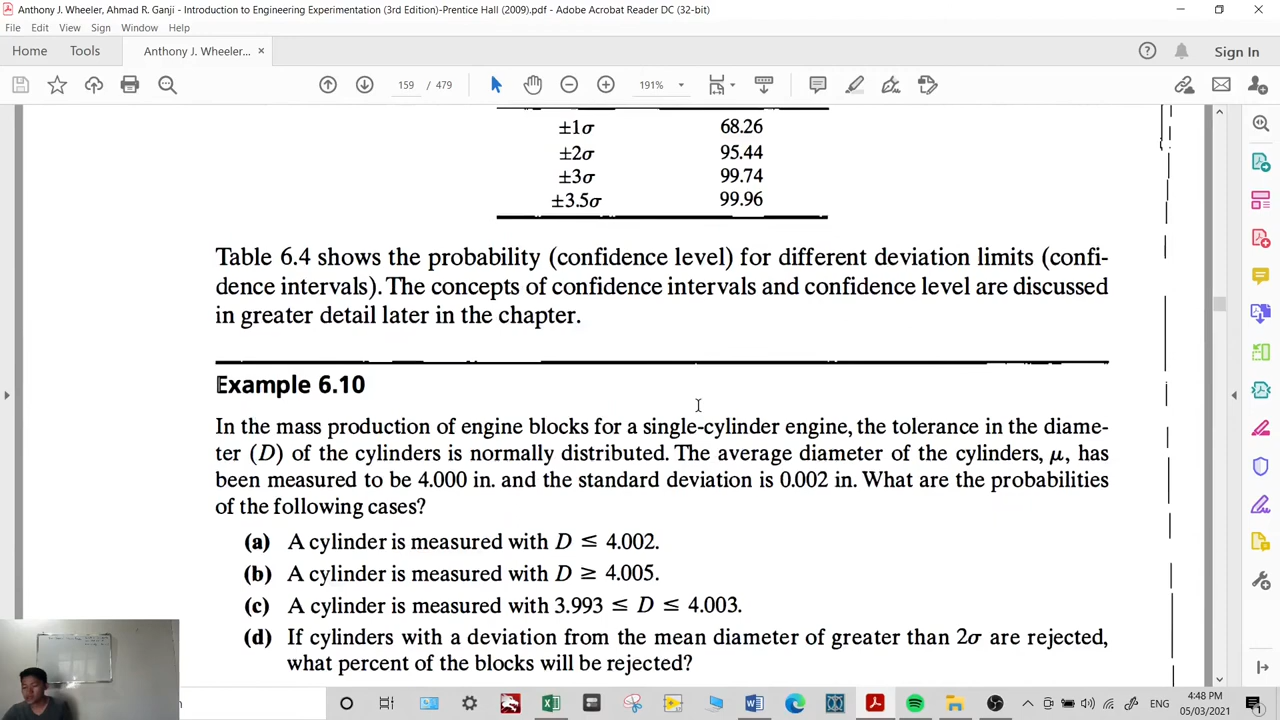 Anthony J. Wheeler, Ahmad R. Ganji - Introduction to Engineering Experimentation (3rd Edition)-Prentice Hall (2009).pdf - Adobe Acrobat Reader DC (32-bit)
File Edit View Sign Window Help
Home Tools Anthony J. Wheeler... × Sign In
159 / 479 191%
±1σ 68.26
±2σ 95.44
±3σ 99.74
±3.5σ 99.96
Table 6.4 shows the probability (confidence level) for different deviation limits (confi-
dence intervals). The concepts of confidence intervals and confidence level are discussed
in greater detail later in the chapter.
Example 6.10
In the mass production of engine blocks for a single-cylinder engine, the tolerance in the diame-
ter (D) of the cylinders is normally distributed. The average diameter of the cylinders, μ, has
been measured to be 4.000 in. and the standard deviation is 0.002 in. What are the probabilities
of the following cases?
(a) A cylinder is measured with D ≤ 4.002.
(b) A cylinder is measured with D ≥ 4.005.
(c) A cylinder is measured with 3.993 ≤ D ≤ 4.003.
(d) If cylinders with a deviation from the mean diameter of greater than 2σ are rejected,
what percent of the blocks will be rejected?
ENG
4:48 PM
05/03/2021